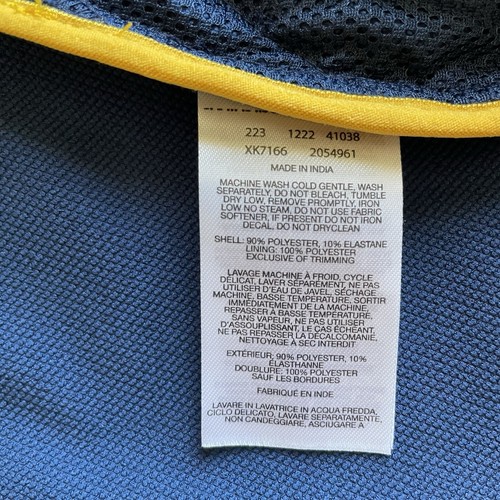 223 1222 41038
XK7166 2054961
MADE IN INDIA
MACHINE WASH COLD GENTLE, WASH
SEPARATELY, DO NOT BLEACH, TUMBLE
DRY LOW, REMOVE PROMPTLY, IRON
LOW NO STEAM, DO NOT USE FABRIC
SOFTENER, IF PRESENT DO NOT IRON
DECAL, DO NOT DRYCLEAN
SHELL: 90% POLYESTER, 10% ELASTANE
LINING: 100% POLYESTER
EXCLUSIVE OF TRIMMING
LAVAGE MACHINE À FROID, CYCLE
DÉLICAT, LAVER SÉPARÉMENT, NE PAS
UTILISER D'EAU DE JAVEL, SÉCHAGE
MACHINE, BASSE TEMPÉRATURE, SORTIR
IMMÉDIATEMENT DE LA MACHINE,
REPASSER À BASSE TEMPÉRATURE,
SANS VAPEUR, NE PAS UTILISER
D'ASSOUPLISSANT, LE CAS ÉCHÉANT,
NE PAS REPASSER LA DÉCALCOMANIE,
NETTOYAGE À SEC INTERDIT
EXTÉRIEUR: 90% POLYESTER, 10%
ÉLASTHANNE
DOUBLURE: 100% POLYESTER
SAUF LES BORDURES
FABRIQUÉ EN INDE
LAVARE IN LAVATRICE IN ACQUA FREDDA,
CICLO DELICATO, LAVARE SEPARATAMENTE,
NON CANDEGGIARE, ASCIUGARE A